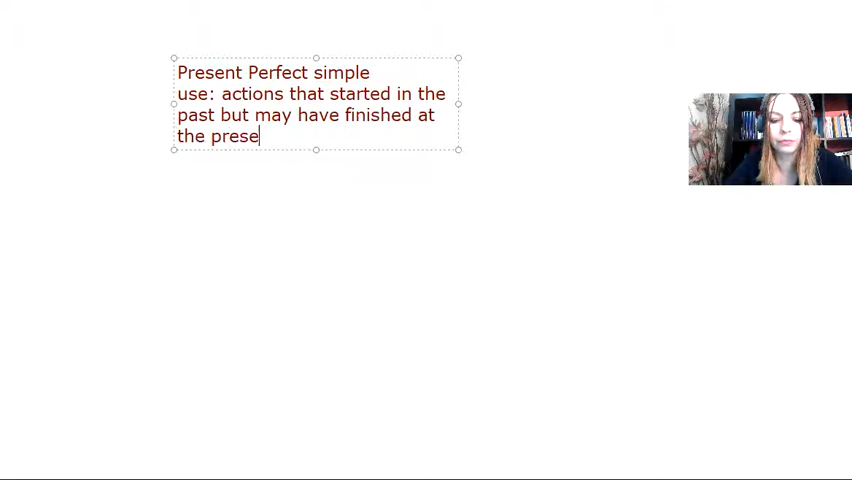 Present Perfect simple
use: actions that started in the
past but may have finished at
the prese